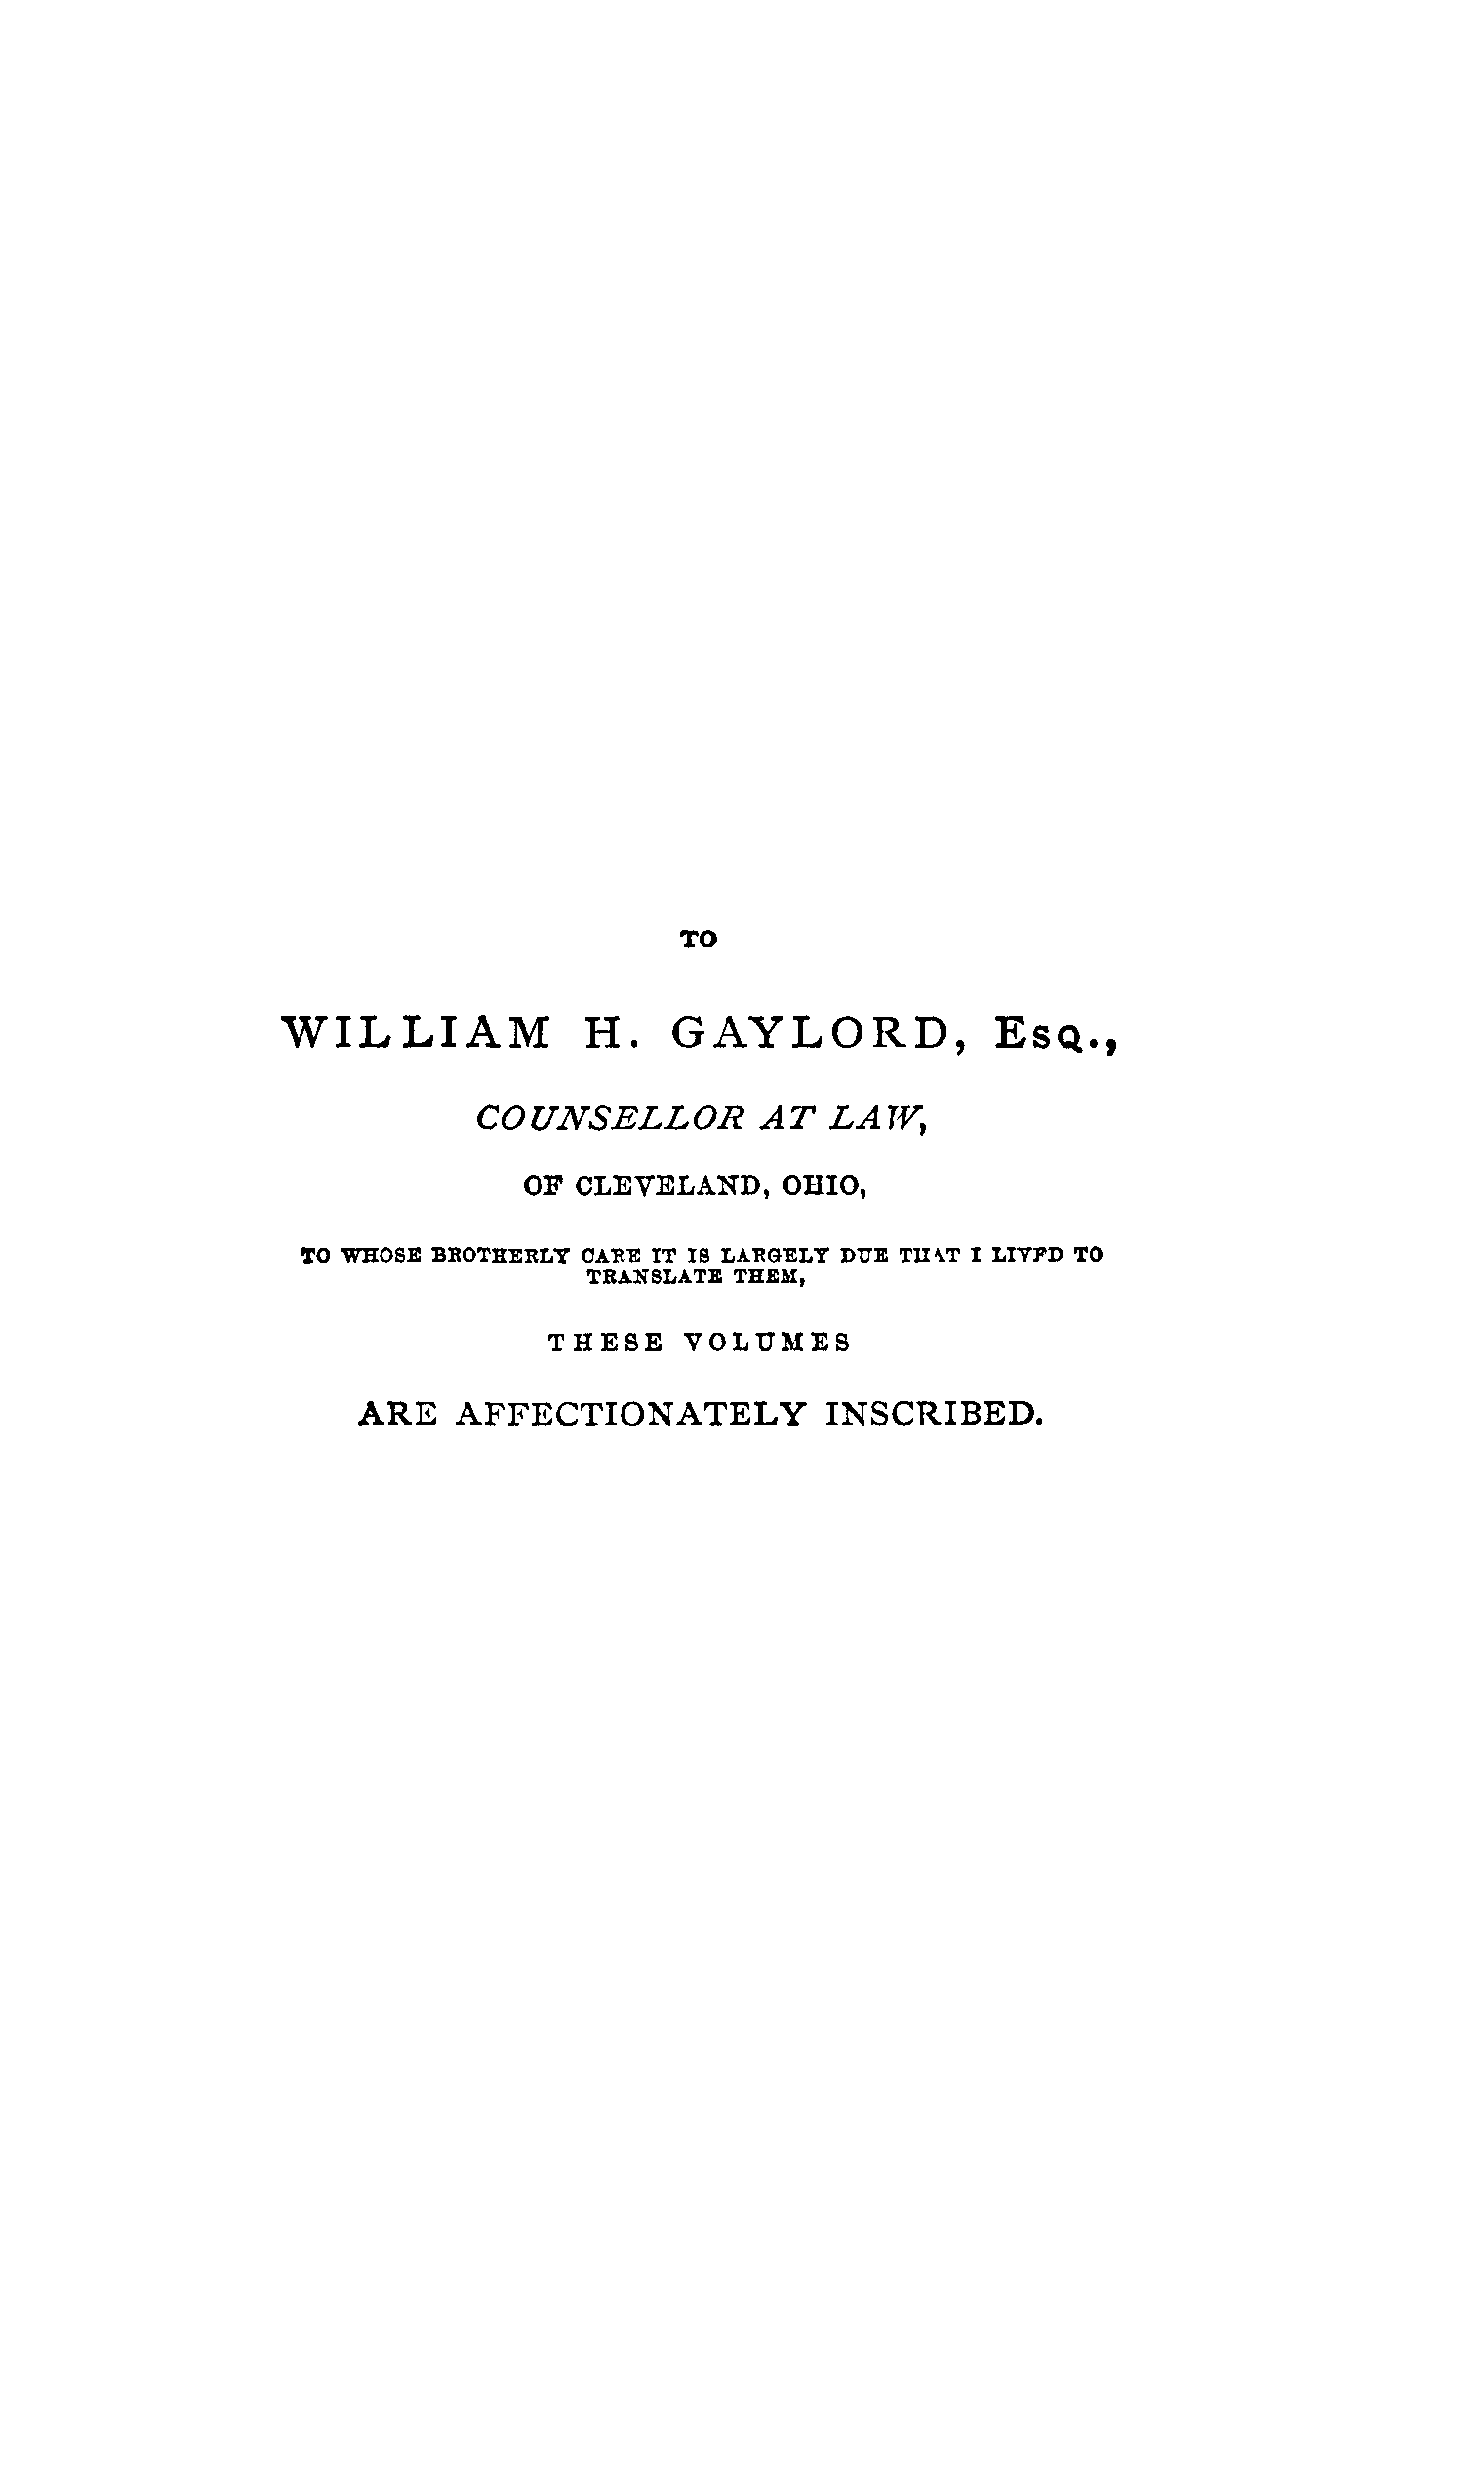 TO
WILLIAM H. GAYLORD, ESQ.,
COUNSELLOR AT LAW,
OF CLEVELAND, OHIO,
TO WHOSE BROTHERLY CARE IT IS LARGELY DUE THAT I LIVED TO
TRANSLATE THEM,
THESE VOLUMES
ARE AFFECTIONATELY INSCRIBED.